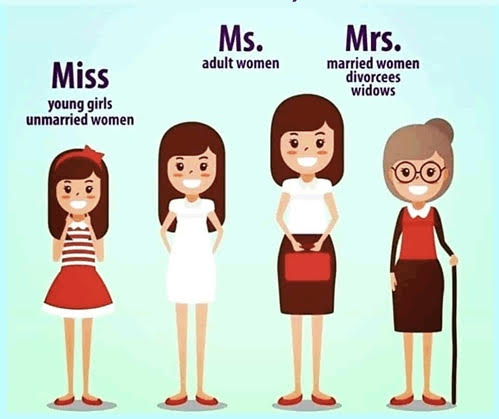 Miss
young girls
unmarried women
Ms.
adult women
Mrs.
married women
divorcees
widows